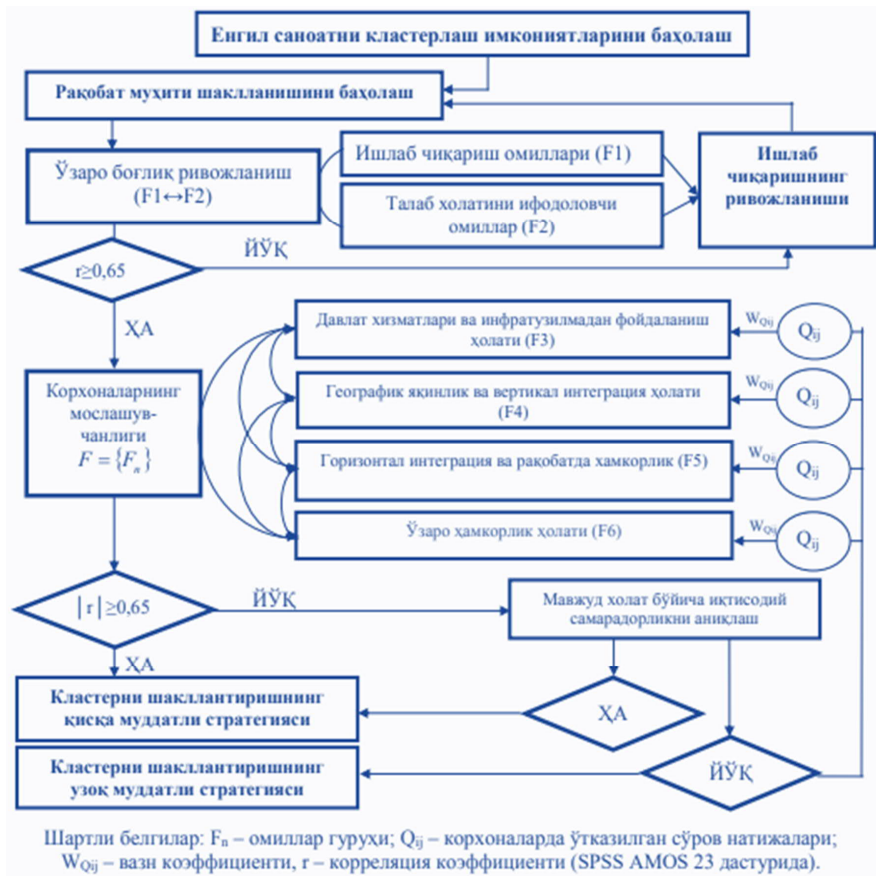 Енгил саноатни кластерлаш имкониятларини баҳолаш
Рақобат муҳити шаклланишини баҳолаш
Ўзаро боғлиқ ривожланиш
(F1↔F2)
Ишлаб чиқариш омиллари (F1)
Талаб холатини ифодоловчи
омиллар (F2)
Ишлаб
чиқаришнинг
ривожланиши
r≥0,65
ЙЎҚ
ҲА
Корхоналарнинг
мослашув-
чанлиги
F = {Fn}
Давлат хизматлари ва инфратузилмадан фойдаланиш
ҳолати (F3)
WQij
Qij
Географик яқинлик ва вертикал интеграция ҳолати
(F4)
WQij
Qij
Горизонтал интеграция ва рақобатда хамкорлик (F5)
WQij
Qij
Ўзаро ҳамкорлик ҳолати (F6)
WQij
Qij
│r│≥0,65
ЙЎҚ
Мавжуд холат бўйича иқтисодий
самарадорликни аниқлаш
ҲА
Кластерни шакллантиришнинг
қисқа муддатли стратегияси
ҲА
Кластерни шакллантиришнинг
узоқ муддатли стратегияси
ЙЎҚ
Шартли белгилар: Fn – омиллар гуруҳи; Qij – корхоналарда ўтказилган сўров натижалари;
WQij – вазн коэффициенти, r – корреляция коэффициенти (SPSS AMOS 23 дастурида).